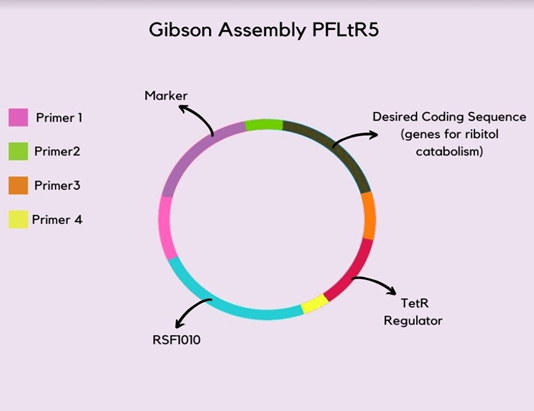 Gibson Assembly PFLtR5
Marker
Desired Coding Sequence
(genes for ribitol
catabolism)
Primer 1
Primer2
Primer3
Primer 4
TetR
Regulator
RSF1010